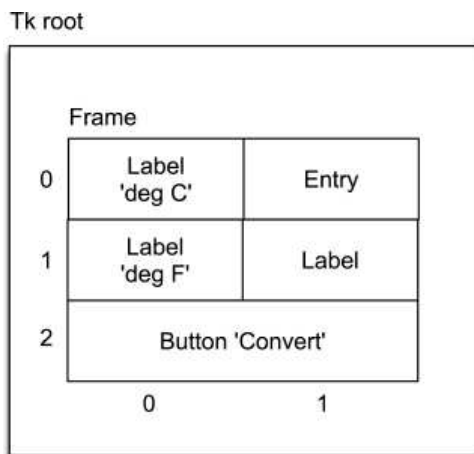 Tk root
Frame
0
Label
'deg C'
Entry
1
Label
'deg F'
Label
2
Button 'Convert'
0
1